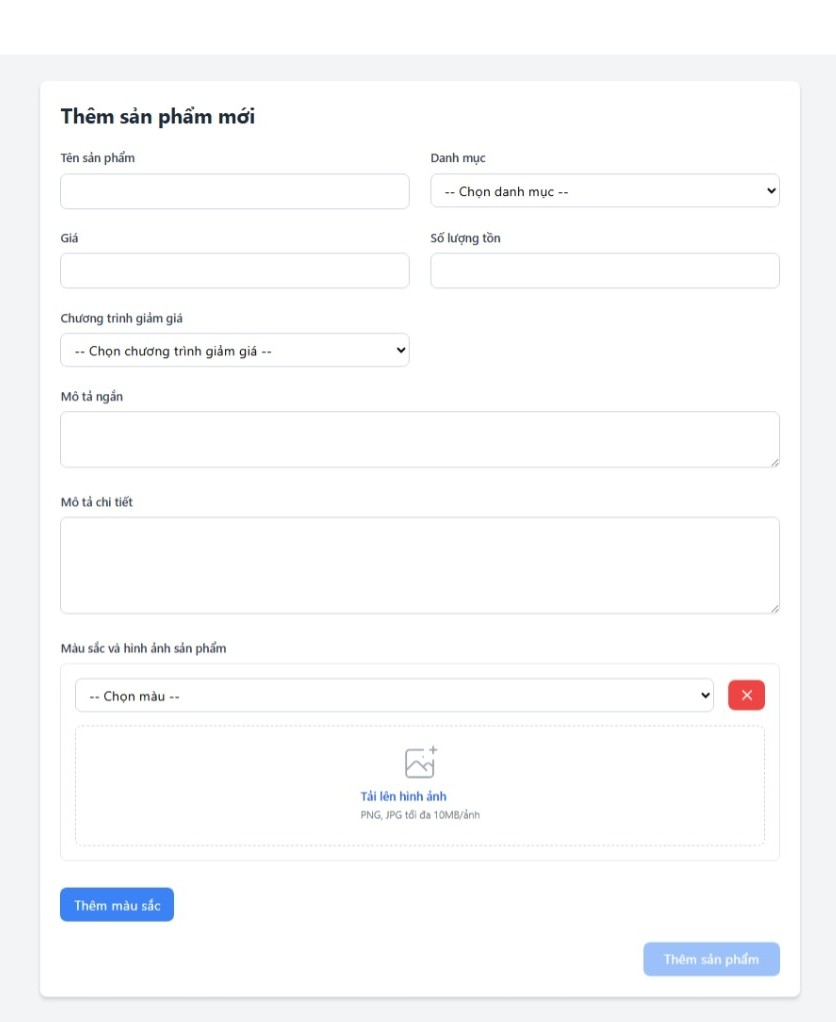 Thêm sản phẩm mới
Tên sản phẩm
Danh mục
-- Chọn danh mục --
Giá
Số lượng tồn
Chương trình giảm giá
-- Chọn chương trình giảm giá --
Mô tả ngắn
Mô tả chi tiết
Màu sắc và hình ảnh sản phẩm
-- Chọn màu --
Tải lên hình ảnh
PNG, JPG tối đa 10MB/ảnh
Thêm màu sắc
Thêm sản phẩm